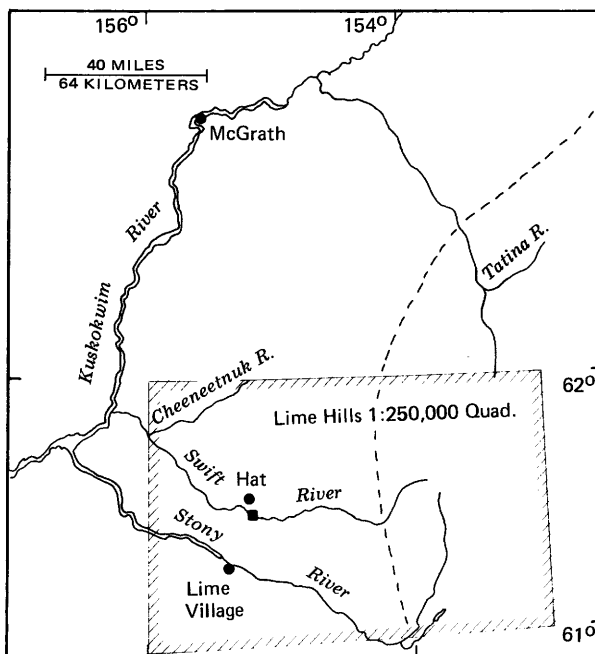 156°
154°
40 MILES
64 KILOMETERS
McGrath
River
Kuskokwim
Tatina R.
Cheeneetnuk R.
62°
Lime Hills 1:250,000 Quad.
Swift
Hat
River
Stony
Lime
Village
River
61°